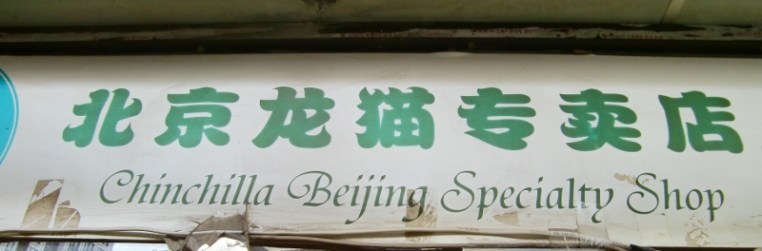 北京龙猫专卖店
Chinchilla Beijing Specialty Shop